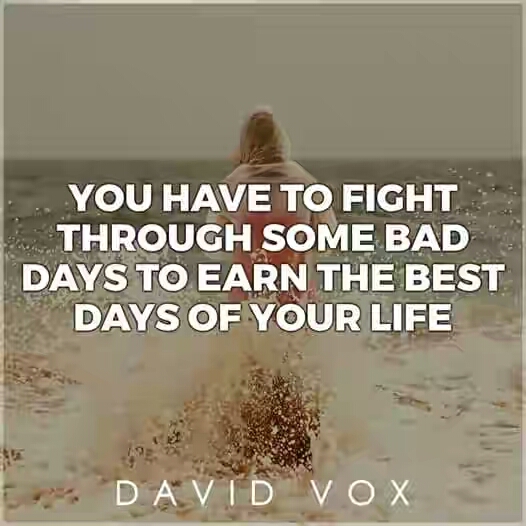 YOU HAVE TO FIGHT
THROUGH SOME BAD
DAYS TO EARN THE BEST
DAYS OF YOUR LIFE
DAVID VOX